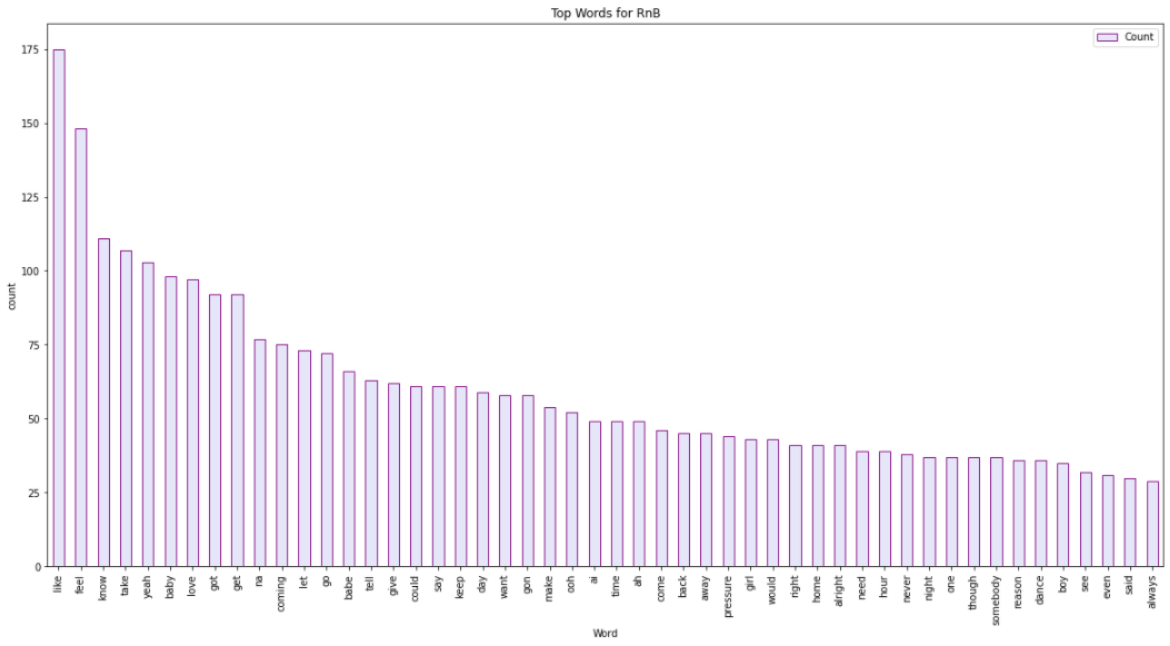 Top Words for RnB
Count
175
150
125
100
75
50
25
0
count
like
feel
know
take
yeah
baby
love
got
get
na
coming
let
go
babe
tell
give
could
say
keep
day
want
gon
make
ooh
ai
time
ah
come
back
away
pressure
girl
would
right
home
alright
need
hour
never
night
one
though
somebody
reason
dance
boy
see
even
said
always
Word